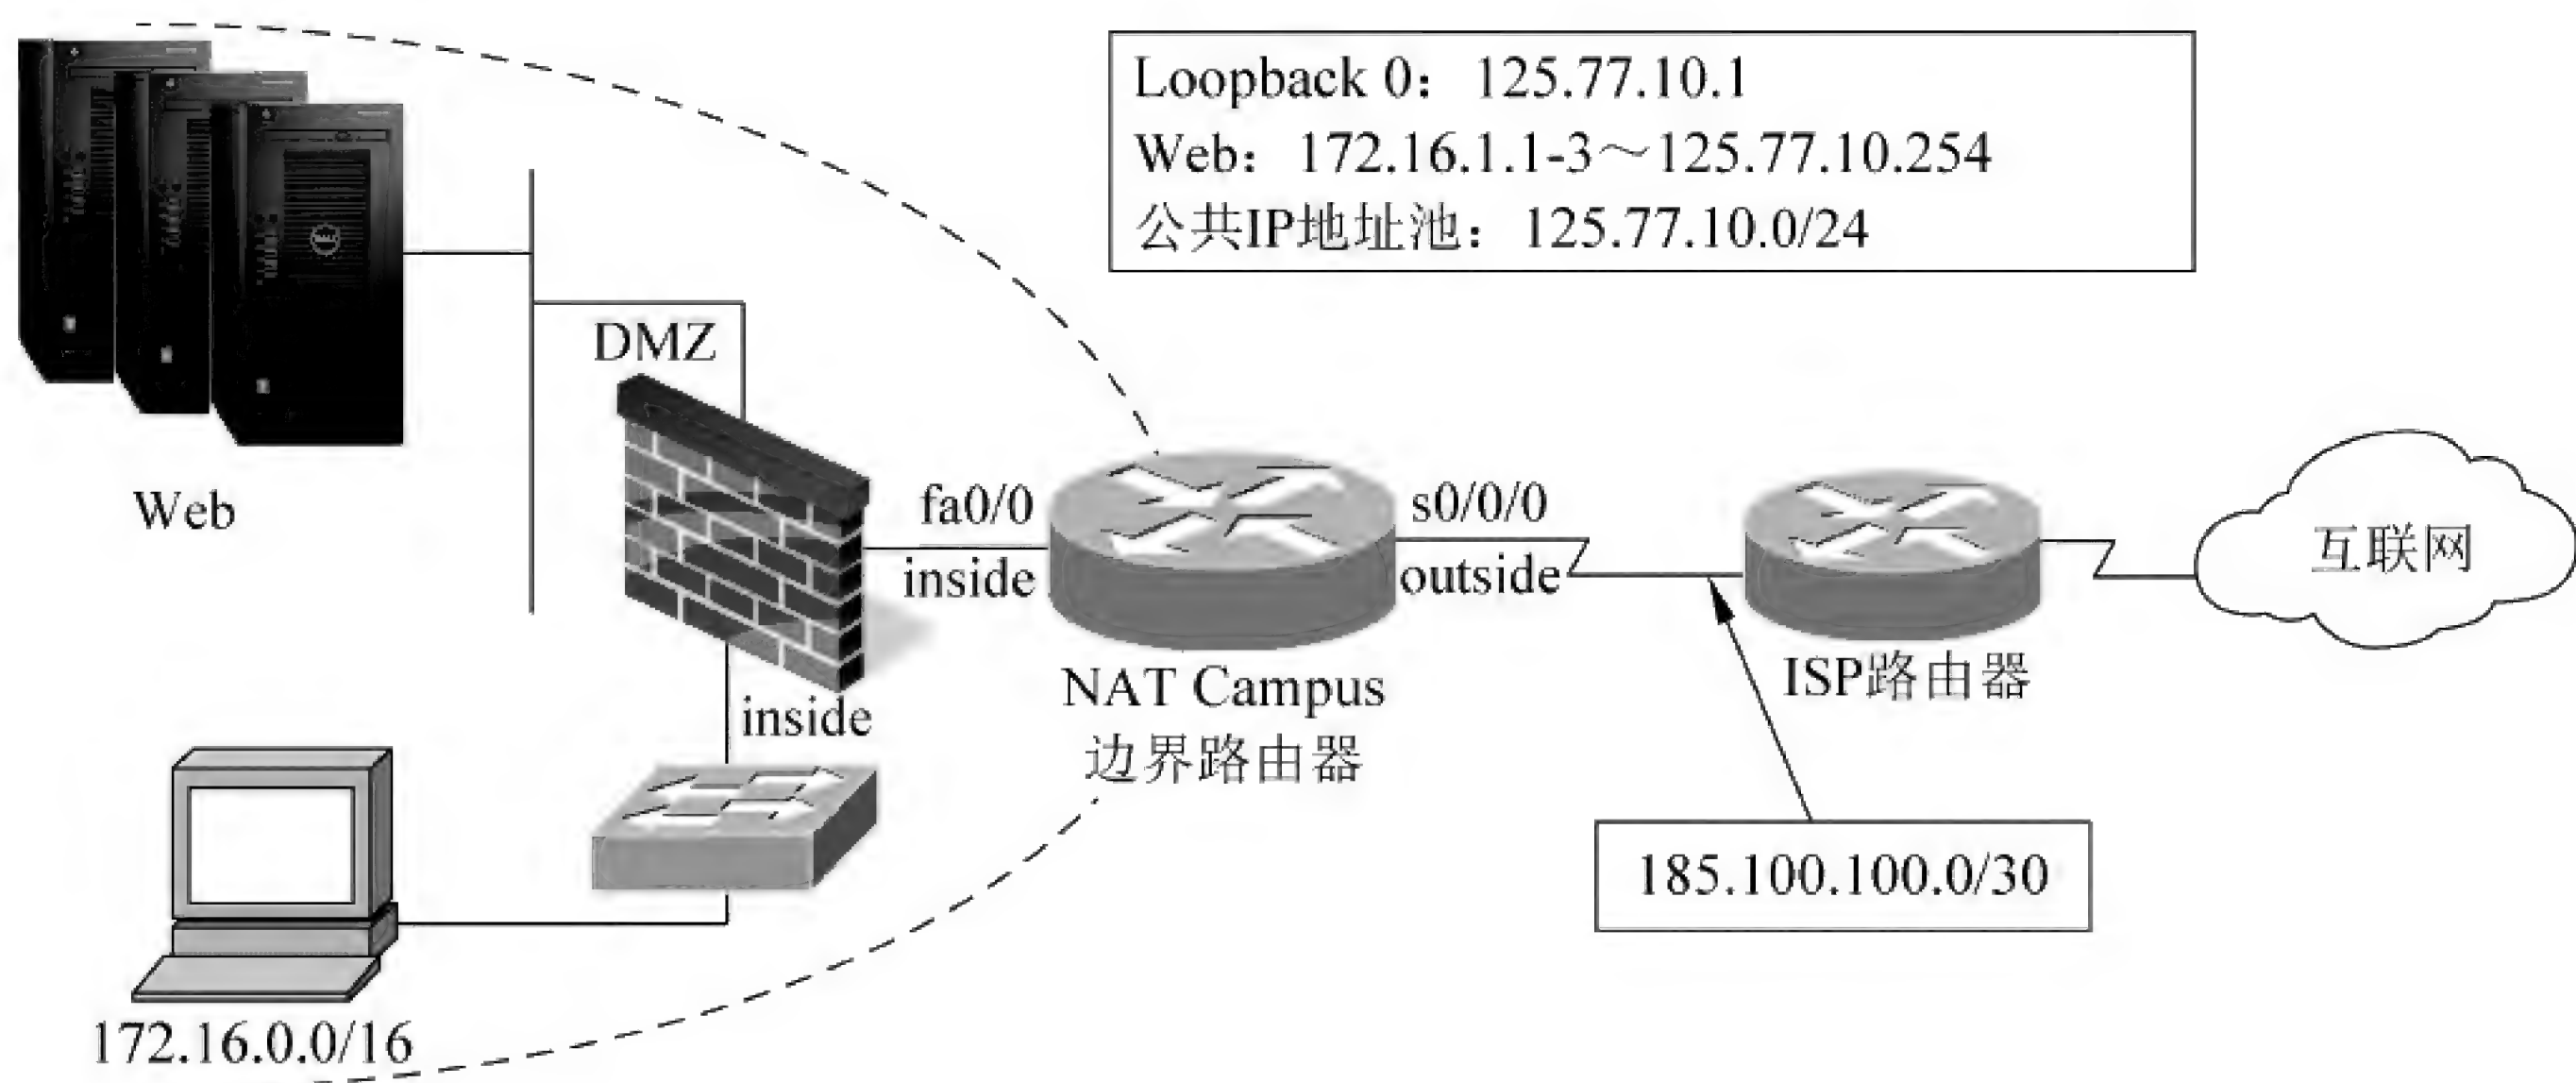 Loopback 0：125.77.10.1
Web：172.16.1.1-3～125.77.10.254
公共IP地址池：125.77.10.0/24
DMZ
Web
fa0/0
inside
s0/0/0
outside
互联网
NAT Campus
边界路由器
ISP路由器
inside
185.100.100.0/30
172.16.0.0/16